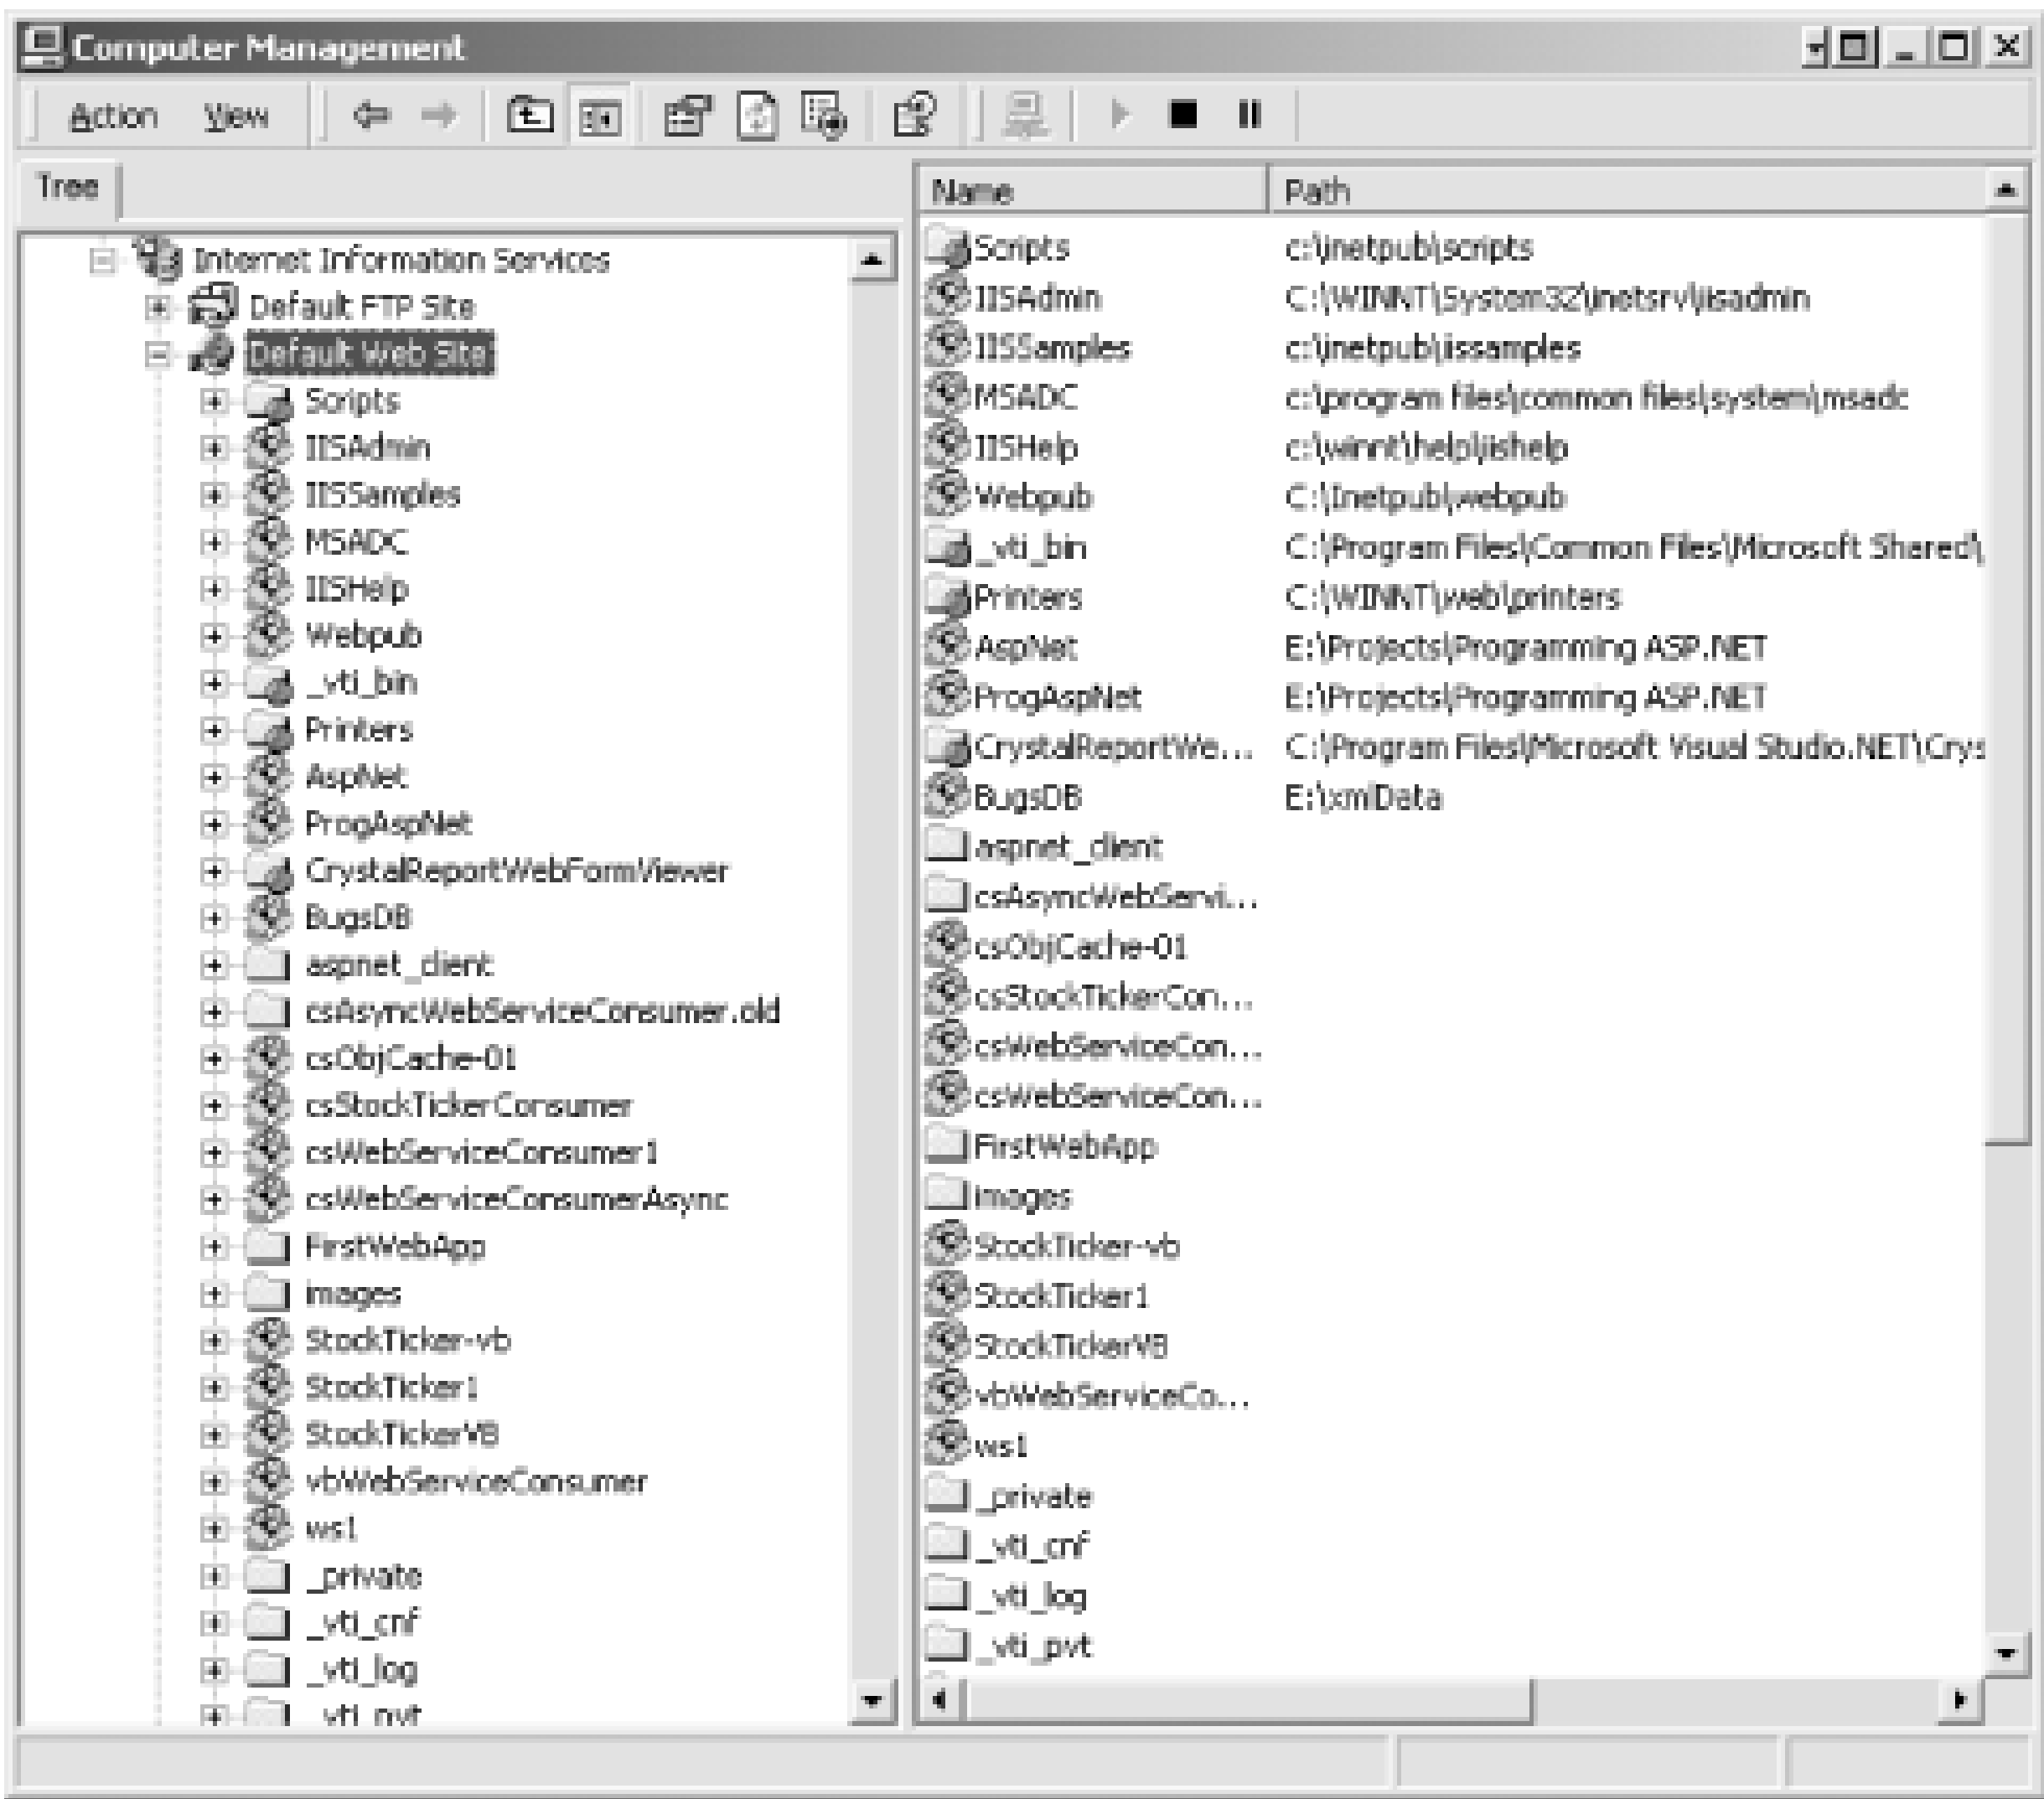 Computer Management
Action View
Tree
Internet Information Services
Default FTP Site
Default Web Site
Scripts
IISAdmin
IISSamples
MSADC
IISHelp
Webpub
_vti_bin
Printers
AspNet
ProgAspNet
CrystalReportWebFormViewer
BugsDB
aspnet_client
csAsyncWebServiceConsumer.old
csObjCache-01
csStockTickerConsumer
csWebServiceConsumer1
csWebServiceConsumerAsync
FirstWebApp
images
StockTicker-vb
StockTicker1
StockTickerVB
vbWebServiceConsumer
ws1
_private
_vti_cnf
_vti_log
_vti_pvt
Name Path
Scripts c:\inetpub\scripts
IISAdmin C:\WINNT\System32\inetsrv\iisadmin
IISSamples c:\inetpub\iissamples
MSADC c:\program files\common files\system\msadc
IISHelp c:\winnt\help\iishelp
Webpub C:\Inetpub\webpub
_vti_bin C:\Program Files\Common Files\Microsoft Shared\
Printers C:\WINNT\web\printers
AspNet E:\Projects\Programming ASP.NET
ProgAspNet E:\Projects\Programming ASP.NET
CrystalReportWe... C:\Program Files\Microsoft Visual Studio.NET\Crys
BugsDB E:\xmlData
aspnet_client
csAsyncWebServi...
csObjCache-01
csStockTickerCon...
csWebServiceCon...
csWebServiceCon...
FirstWebApp
images
StockTicker-vb
StockTicker1
StockTickerVB
vbWebServiceCo...
ws1
_private
_vti_cnf
_vti_log
_vti_pvt